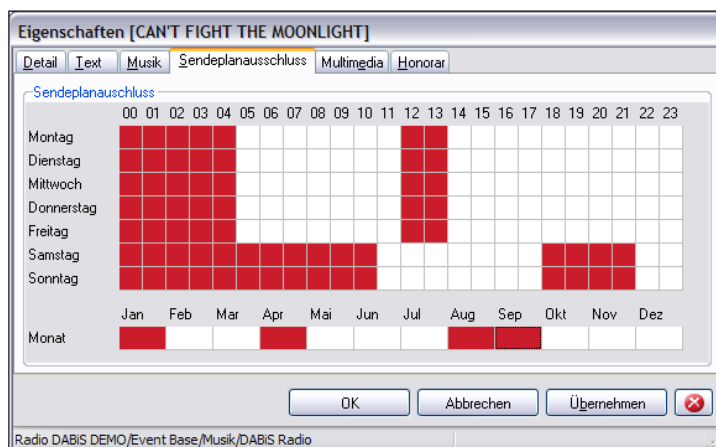 Eigenschaften [CAN'T FIGHT THE MOONLIGHT]
Detail Text Musik Sendeplanausschluss Multimedia Honorar
Sendeplanauschluss
00 01 02 03 04 05 06 07 08 09 10 11 12 13 14 15 16 17 18 19 20 21 22 23
Montag
Dienstag
Mittwoch
Donnerstag
Freitag
Samstag
Sonntag
Jan Feb Mar Apr Mai Jun Jul Aug Sep Okt Nov Dez
Monat
OK Abbrechen Übernehmen
Radio DABiS DEMO/Event Base/Musik/DABiS Radio